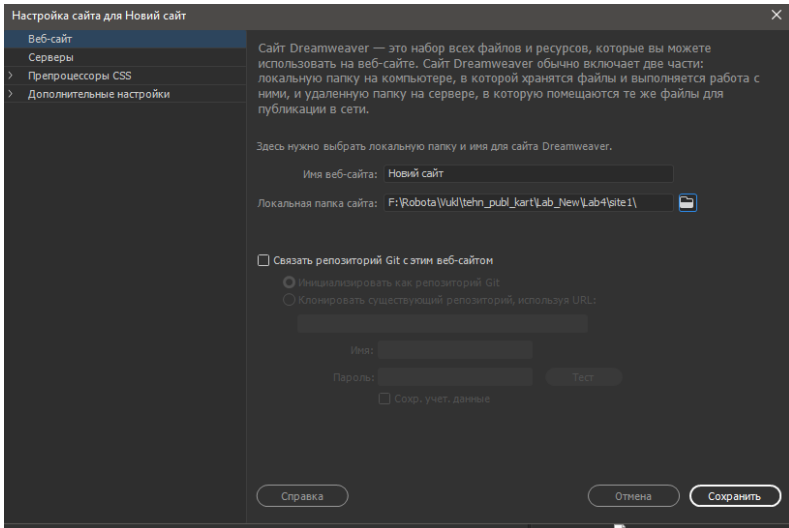 Настройка сайта для Новий сайт
Веб-сайт
Серверы
Препроцессоры CSS
Дополнительные настройки
Сайт Dreamweaver — это набор всех файлов и ресурсов, которые вы можете
использовать на веб-сайте. Сайт Dreamweaver обычно включает две части:
локальную папку на компьютере, в которой хранятся файлы и выполняется работа с
ними, и удаленную папку на сервере, в которую помещаются те же файлы для
публикации в сети.
Здесь нужно выбрать локальную папку и имя для сайта Dreamweaver.
Имя веб-сайта: Новий сайт
Локальная папка сайта: F:\Robota\Vukl\tehn_publ_kart\Lab_New\Lab4\site1\
Связать репозиторий Git с этим веб-сайтом
Инициализировать как репозиторий Git
Клонировать существующий репозиторий, используя URL:
Имя:
Пароль:
Тест
Сохр. учет. данные
Справка
Отмена
Сохранить